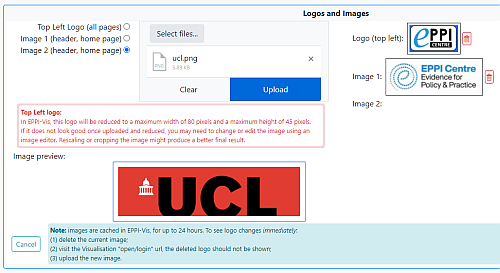 Logos and Images
Top Left Logo (all pages)
Image 1 (header, home page)
Image 2 (header, home page)
Select files...
PNG
ucl.png
5.89 KB
Clear
Upload
Logo (top left):
eppi
CENTRE
Image 1:
EPPI Centre
Evidence for
Policy & Practice
Image 2:
Top Left logo:
In EPPI-Vis, this logo will be reduced to a maximum width of 80 pixels and a maximum height of 45 pixels.
If it does not look good once uploaded and reduced, you may need to change or edit the image using an
image editor. Rescaling or cropping the image might produce a better final result.
Image preview:
UCL
Cancel
Note: images are cached in EPPI-Vis, for up to 24 hours. To see logo changes immediately:
(1) delete the current image;
(2) visit the Visualisation "open/login" url, the deleted logo should not be shown;
(3) upload the new image.